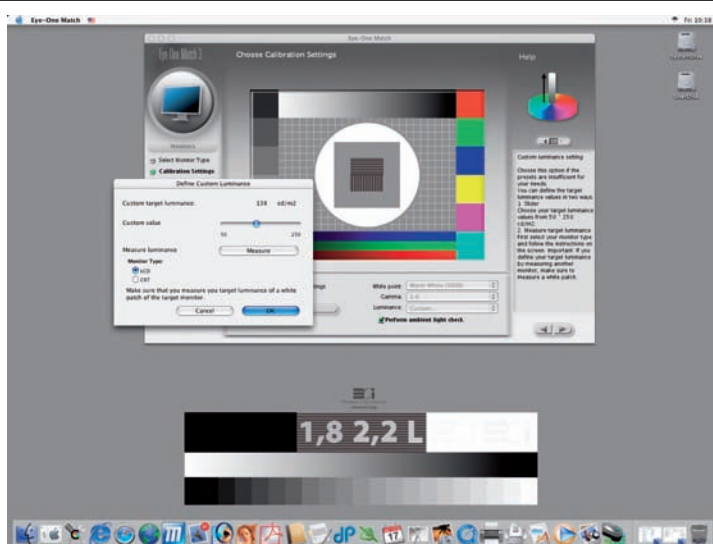 Eye-One Match
Fri 10:38
Eye-One Match
Eye One Match 3
Choose Calibration Settings
Help
Measures
Select Monitor Type
Calibration Settings
Define Custom Luminance
Custom target luminance
cd/m2
Custom value
50
250
Measure luminance
Measure
Monitor Type:
LCD
CRT
Make sure that you measure you target luminance of a white
patch of the target monitor.
Cancel
OK
White point:
Gamma: 1.8
Luminance: Custom...
Perform ambient light check.
Custom luminance setting
Choose this option if the
presets are insufficient for
your needs.
You can define the target
luminance values in two ways:
1. Slider
Choose your target luminance
values from 50 - 250
cd/m2.
2. Measure target luminance
First select your monitor type
and follow the instructions on
the screen. Important: If you
define your target luminance
by measuring another
monitor, make sure to
measure a white patch.
1,8 2,2 L
17